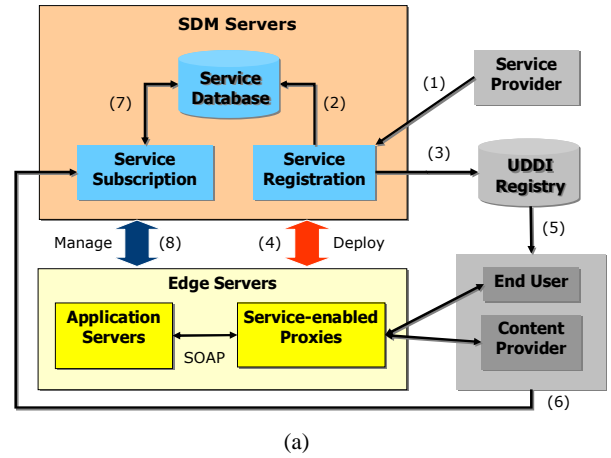 SDM Servers
Service
Database
Service
Provider
(1)
(7)
(2)
Service
Subscription
Service
Registration
(3)
UDDI
Registry
Manage
(8)
(4)
Deploy
(5)
Edge Servers
Application
Servers
SOAP
Service-enabled
Proxies
End User
Content
Provider
(6)
(a)